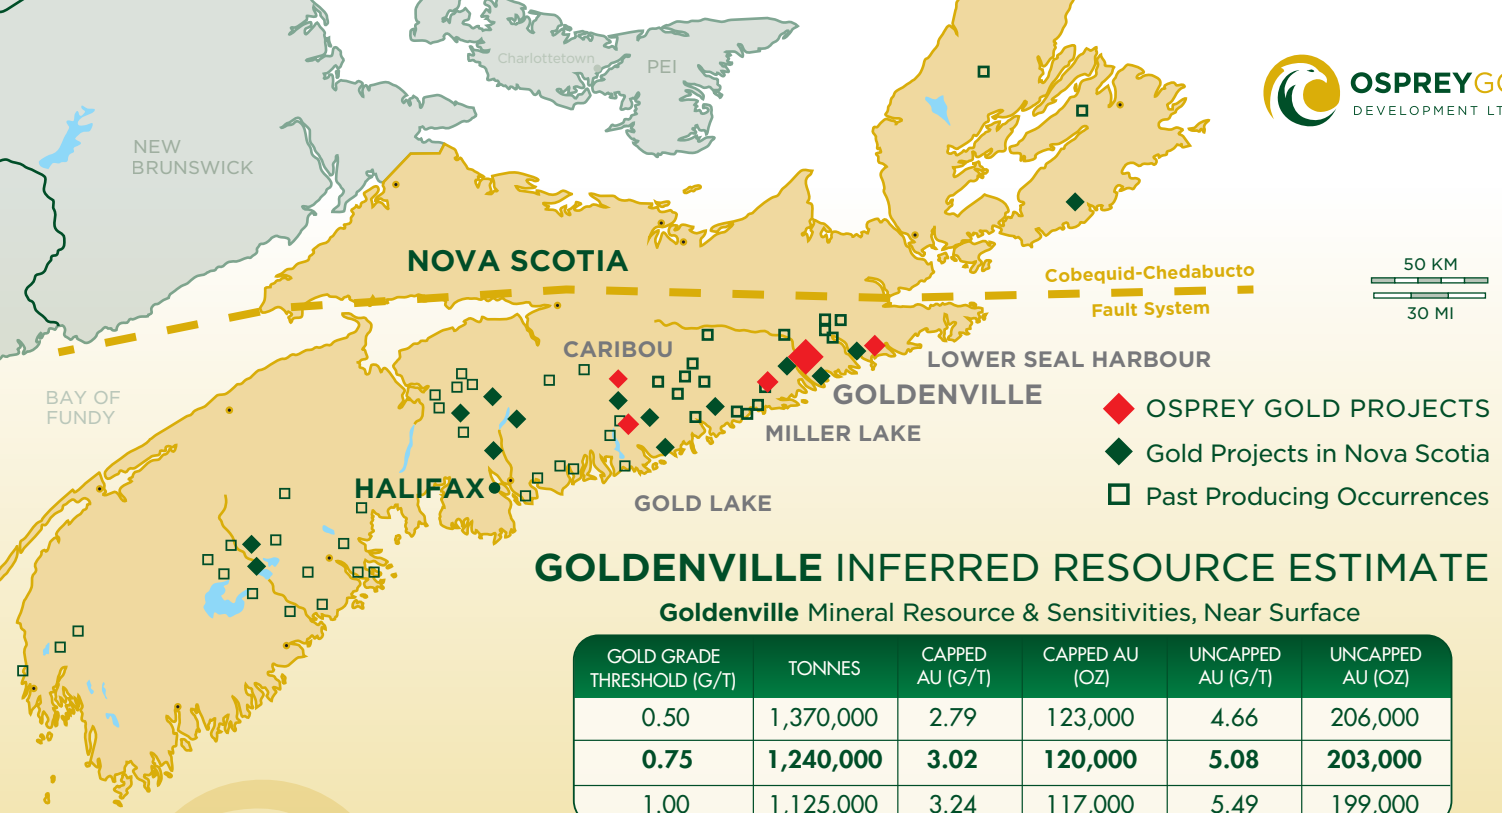 Charlottetown
PEI
NEW
BRUNSWICK
OSPREYGO
DEVELOPMENT LT
NOVA SCOTIA
Cobequid-Chedabucto
Fault System
50 KM
30 MI
BAY OF
FUNDY
CARIBOU
LOWER SEAL HARBOUR
GOLDENVILLE
MILLER LAKE
HALIFAX
GOLD LAKE
OSPREY GOLD PROJECTS
Gold Projects in Nova Scotia
Past Producing Occurrences
GOLDENVILLE INFERRED RESOURCE ESTIMATE
Goldenville Mineral Resource & Sensitivities, Near Surface
GOLD GRADE THRESHOLD (G/T) TONNES CAPPED AU (G/T) CAPPED AU (OZ) UNCAPPED AU (G/T) UNCAPPED AU (OZ)
0.50 1,370,000 2.79 123,000 4.66 206,000
0.75 1,240,000 3.02 120,000 5.08 203,000
1.00 1,125,000 3.24 117,000 5.49 199,000